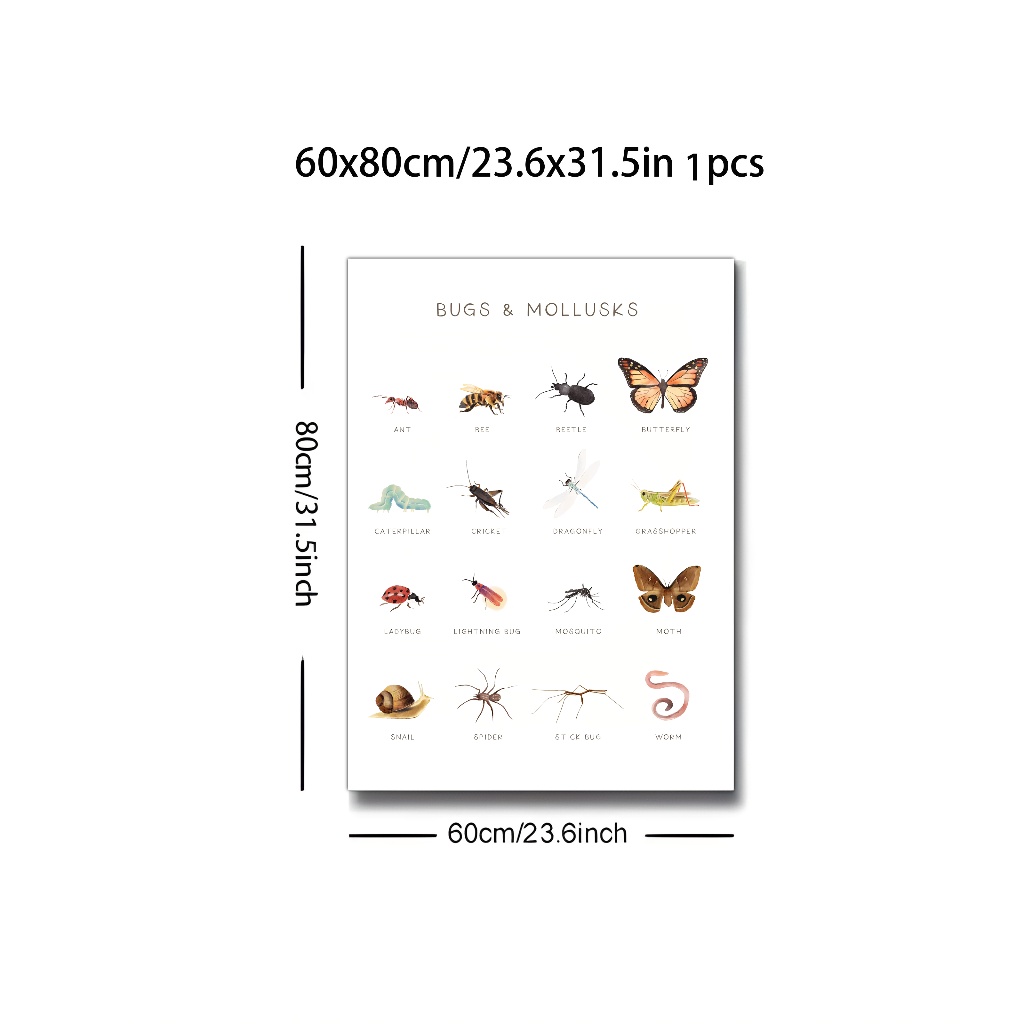 60x80cm/23.6x31.5in 1pcs
80cm/31.5inch
BUGS & MOLLUSKS
ANT BEE BEETLE BUTTERFLY
CATERPILLAR CRICKE DRAGONFLY GRASSHOPPER
LADYBUG LIGHTNING BUG MOSQUITO MOTH
SNAIL SPIDER STICK BUG WORM
60cm/23.6inch